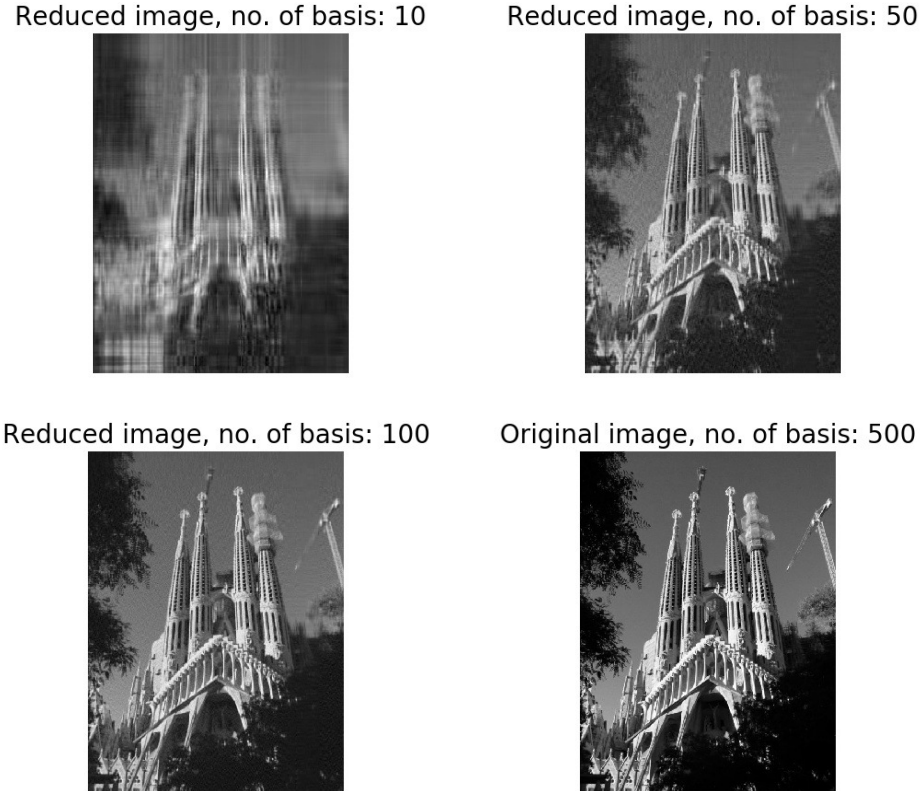 Reduced image, no. of basis: 10
Reduced image, no. of basis: 50
Reduced image, no. of basis: 100
Original image, no. of basis: 500